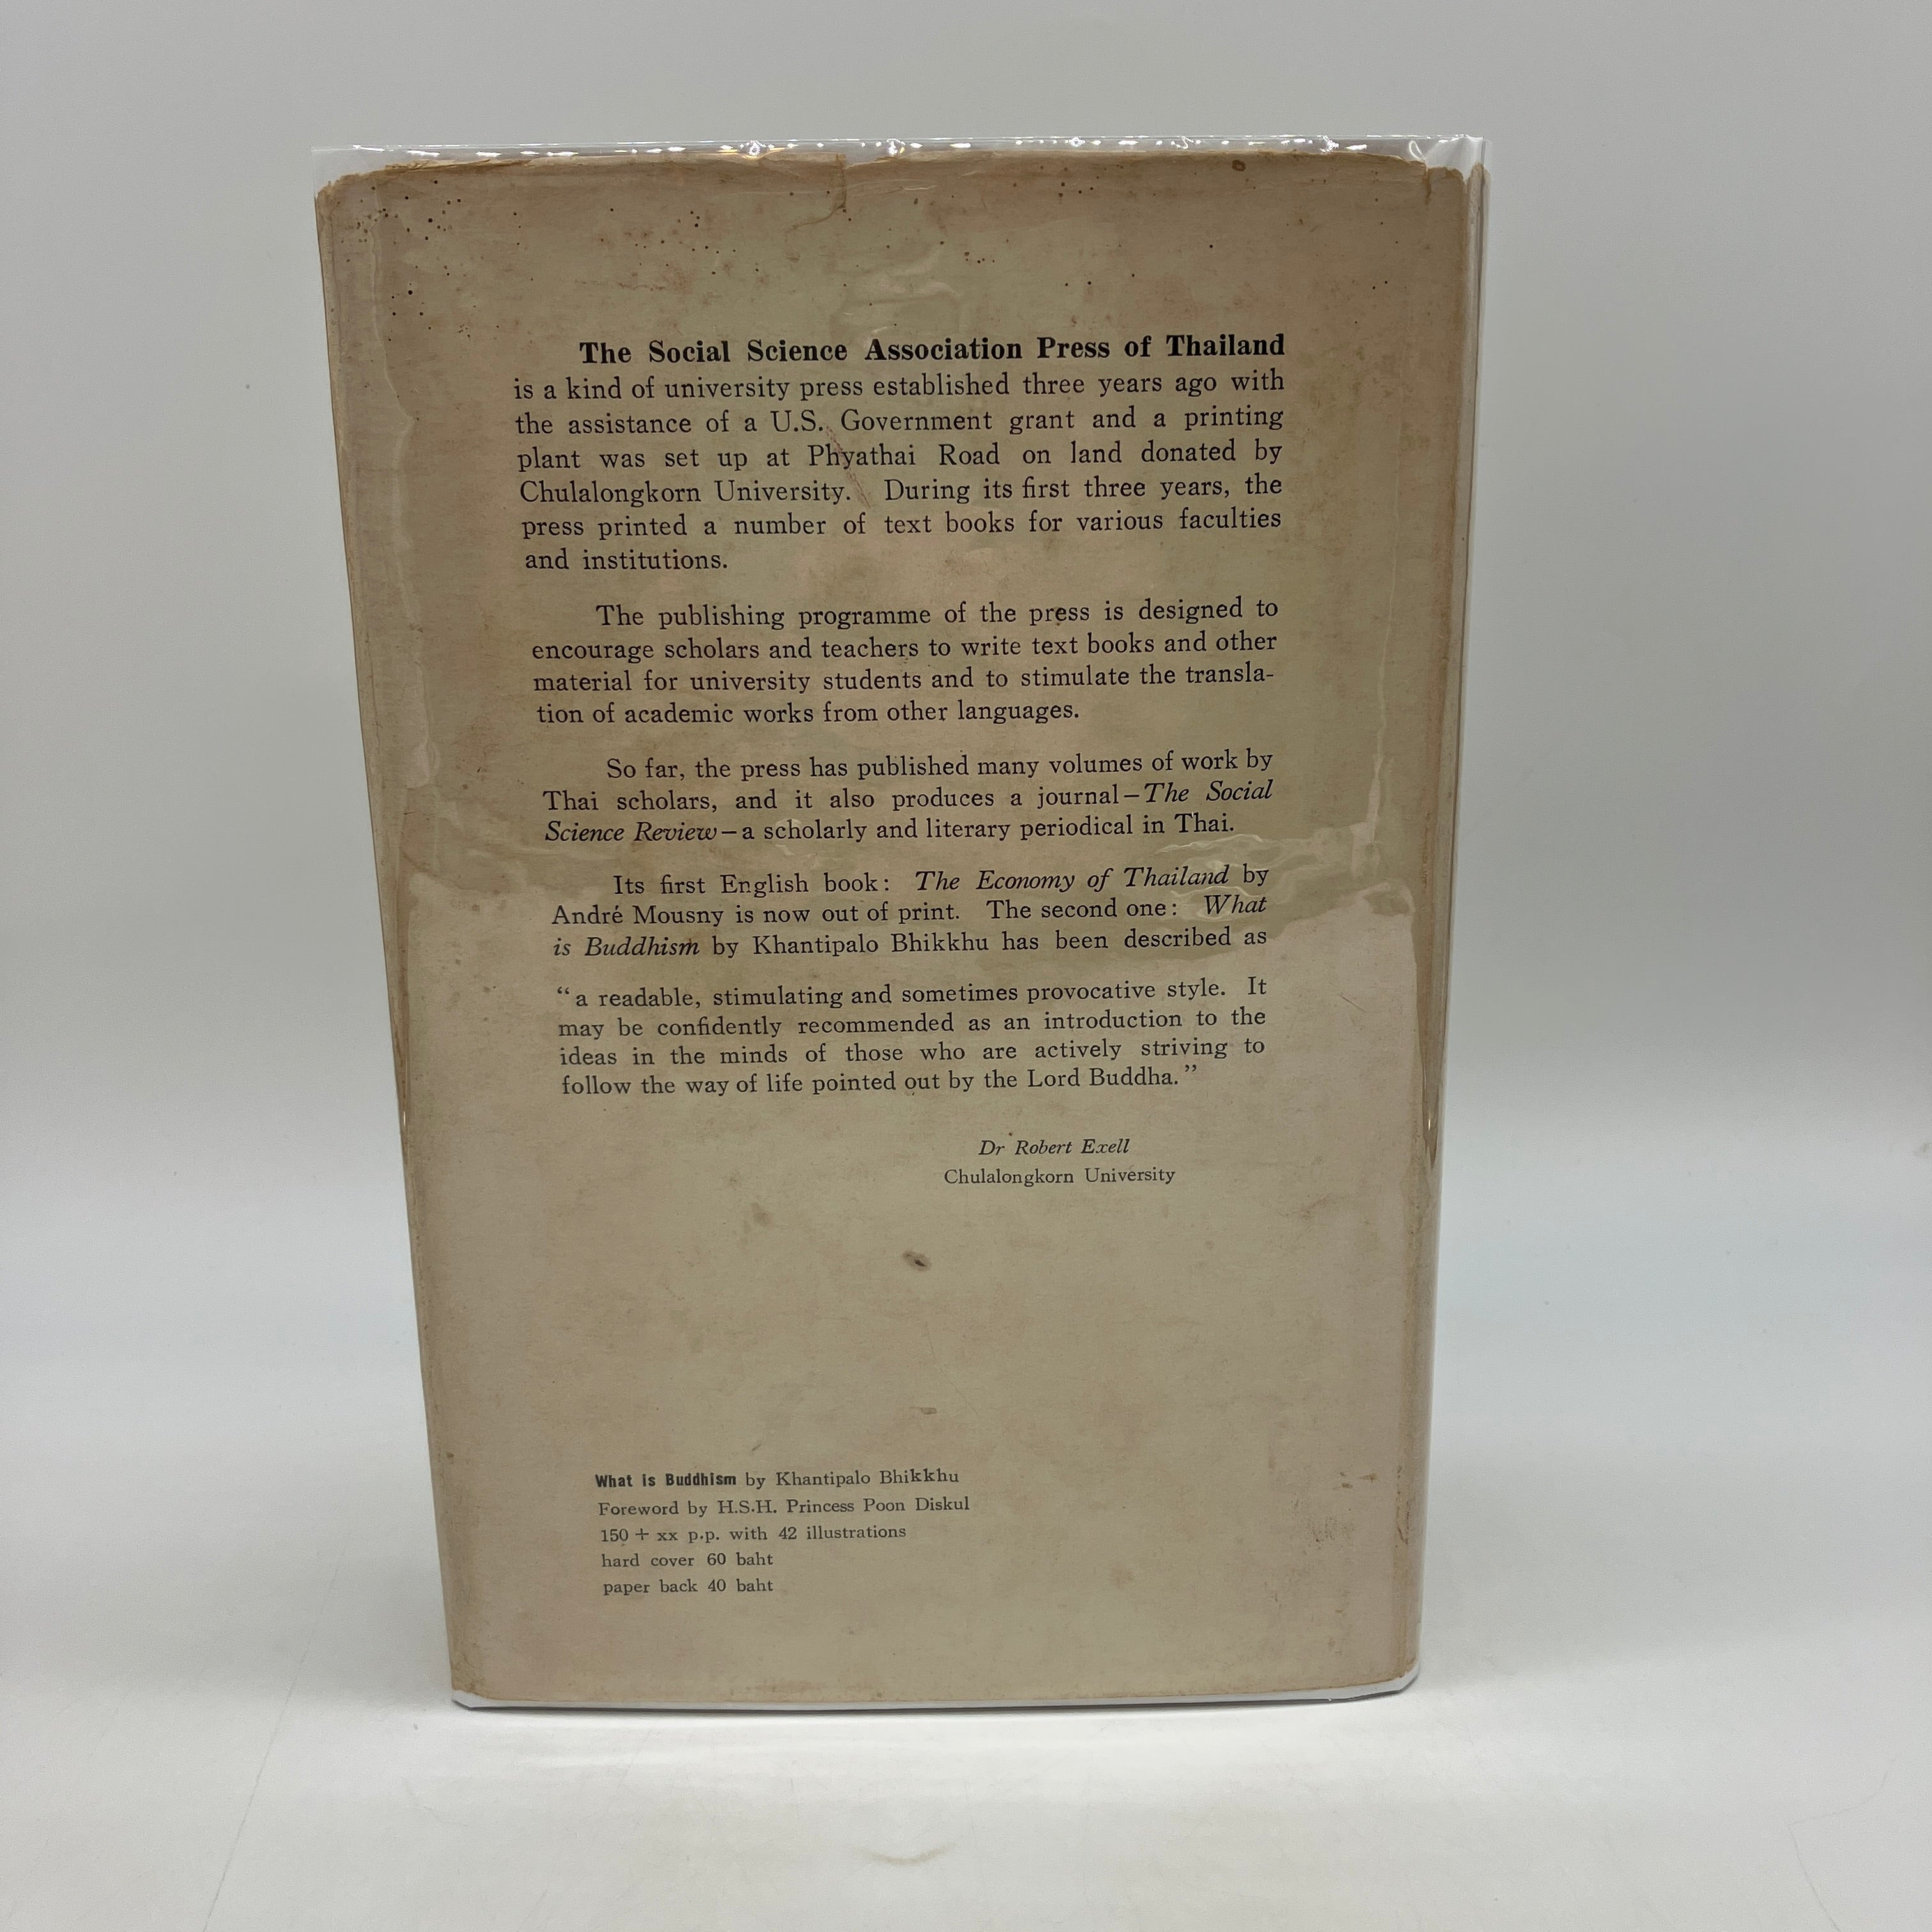 The Social Science Association Press of Thailand
is a kind of university press established three years ago with
the assistance of a U.S. Government grant and a printing
plant was set up at Phyathai Road on land donated by
Chulalongkorn University. During its first three years, the
press printed a number of text books for various faculties
and institutions.
The publishing programme of the press is designed to
encourage scholars and teachers to write text books and other
material for university students and to stimulate the transla-
tion of academic works from other languages.
So far, the press has published many volumes of work by
Thai scholars, and it also produces a journal – The Social
Science Review – a scholarly and literary periodical in Thai.
Its first English book: The Economy of Thailand by
André Mousny is now out of print. The second one: What
is Buddhism by Khantipalo Bhikkhu has been described as
“a readable, stimulating and sometimes provocative style. It
may be confidently recommended as an introduction to the
ideas in the minds of those who are actively striving to
follow the way of life pointed out by the Lord Buddha.”
Dr Robert Exell
Chulalongkorn University
What is Buddhism by Khantipalo Bhikkhu
Foreword by H.S.H. Princess Poon Diskul
150 + xx p.p. with 42 illustrations
hard cover 60 baht
paper back 40 baht